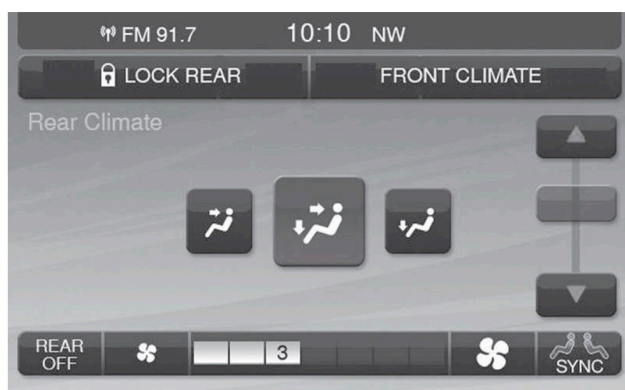 FM 91.7 10:10 NW
LOCK REAR FRONT CLIMATE
Rear Climate
REAR OFF 3 SYNC